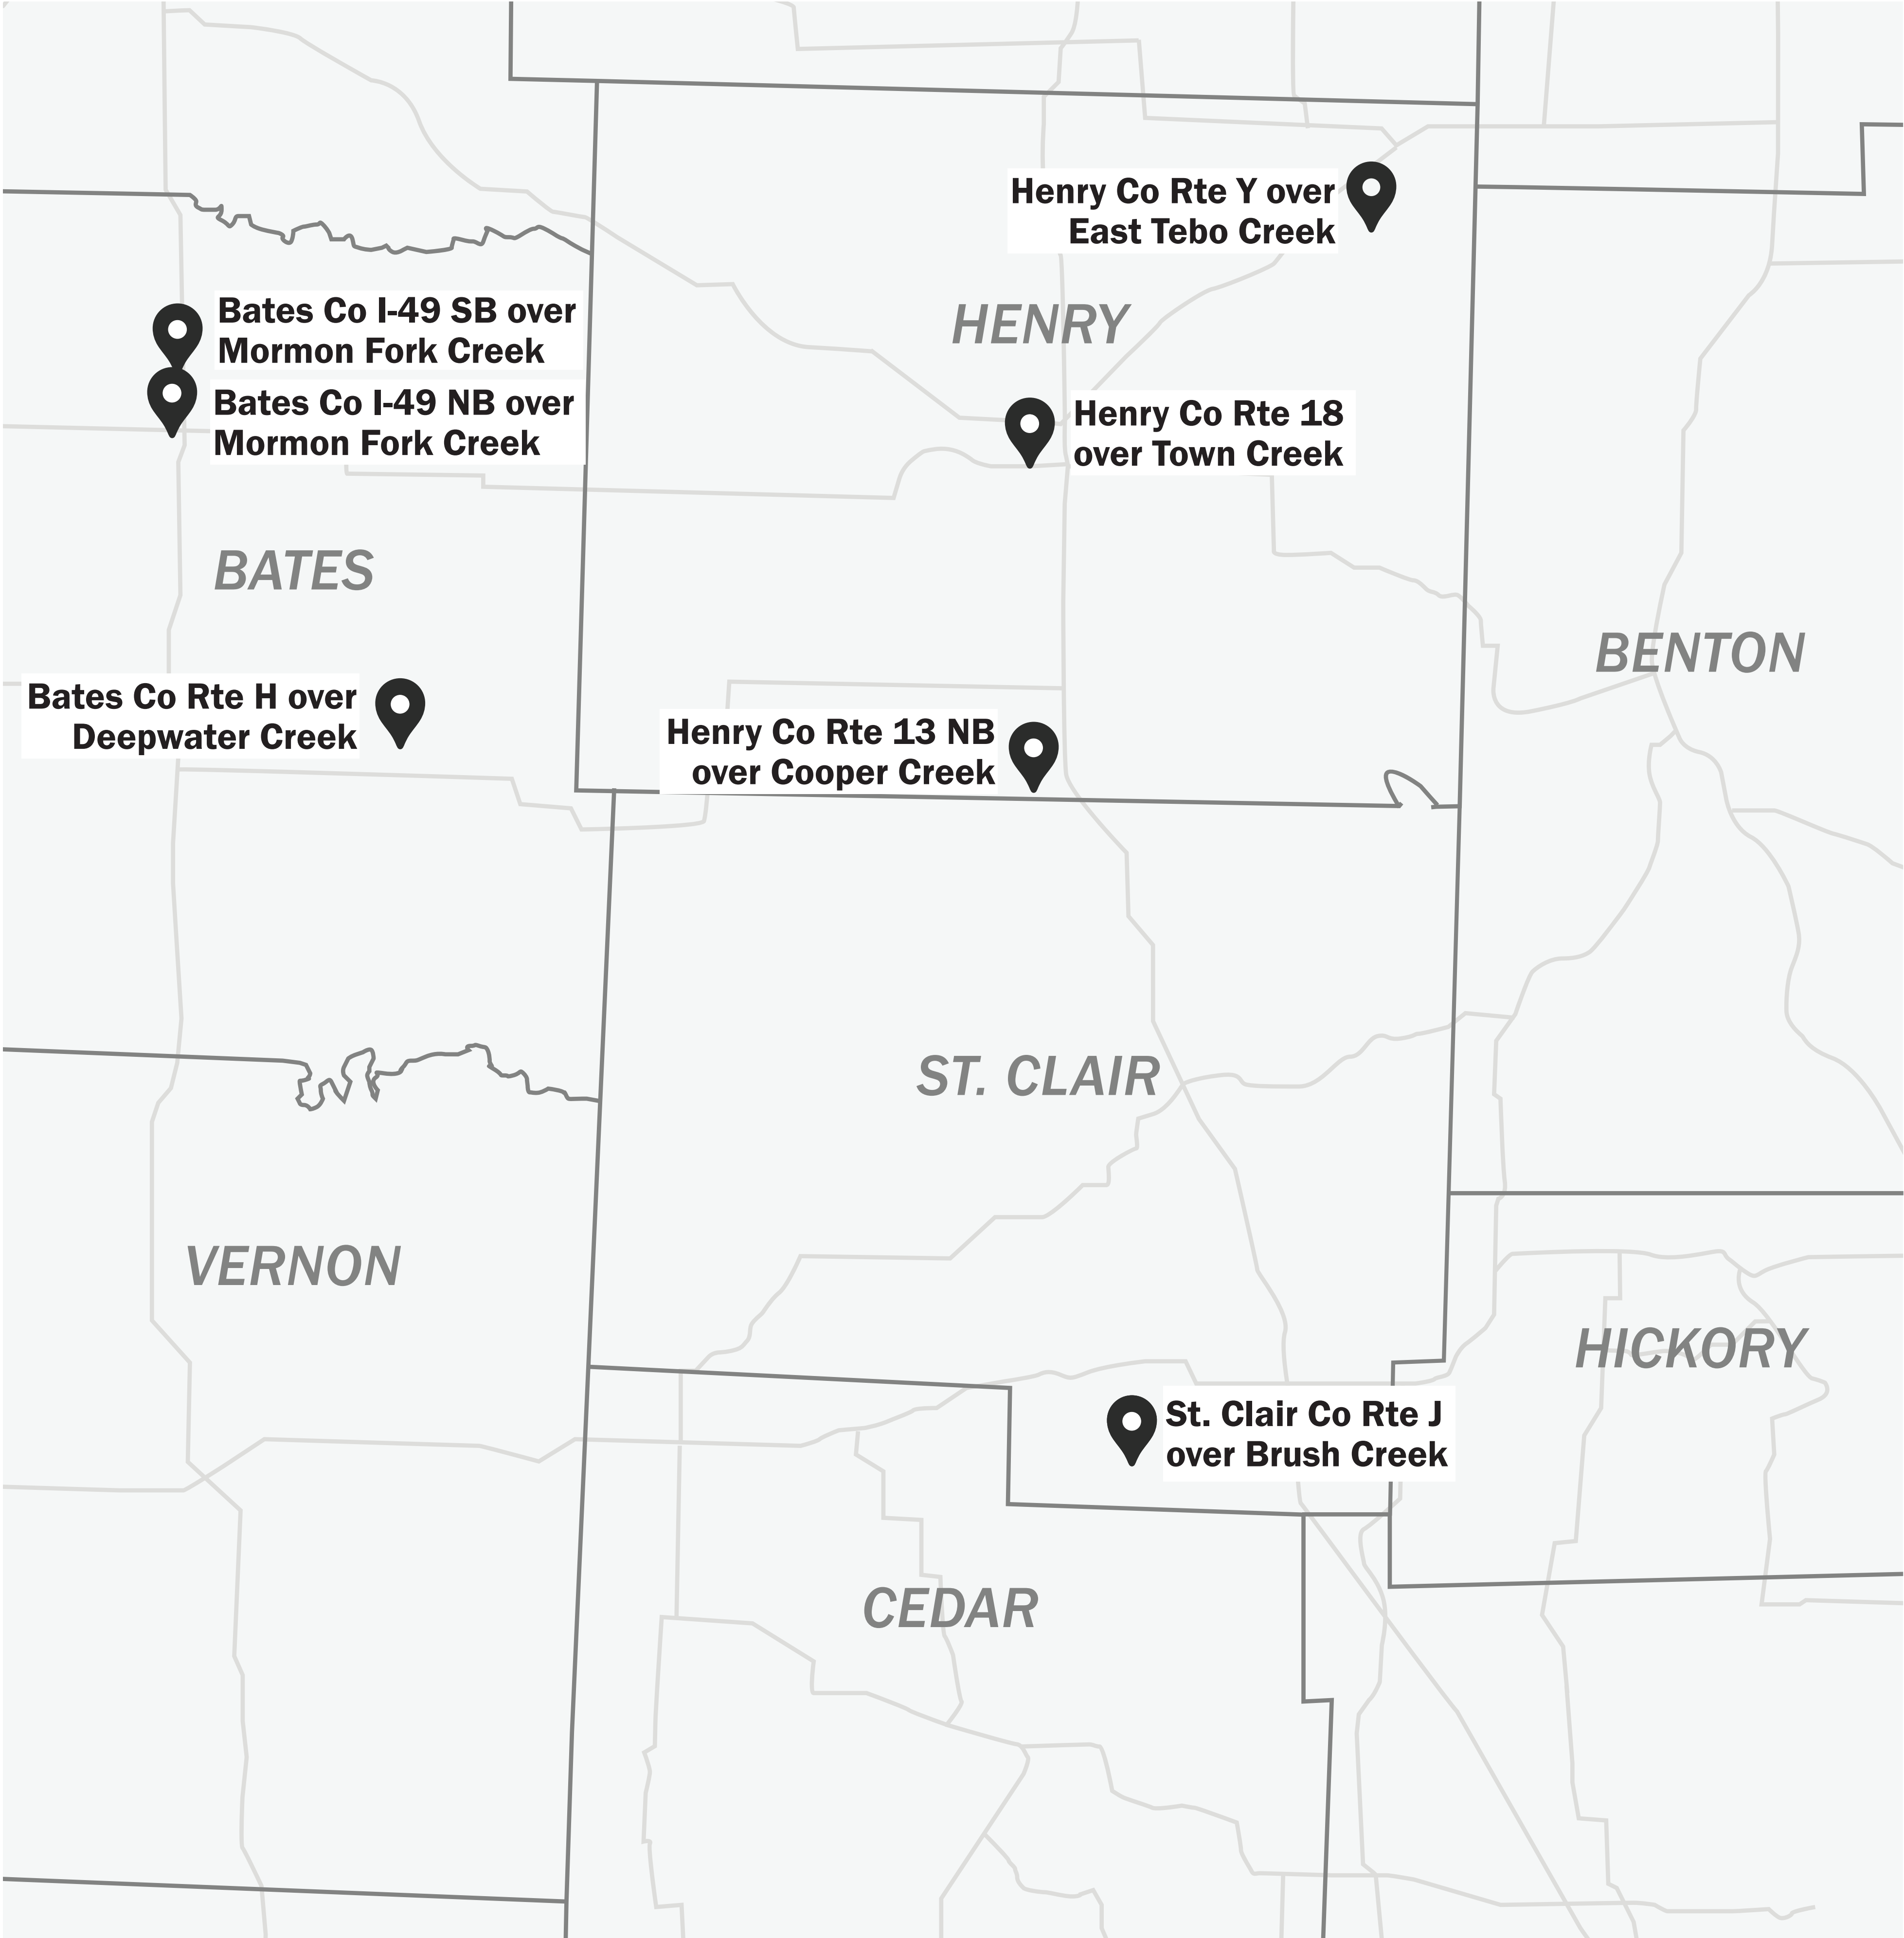 Henry Co Rte Y over
East Tebo Creek
Bates Co I-49 SB over
Mormon Fork Creek
HENRY
Bates Co I-49 NB over
Mormon Fork Creek
Henry Co Rte 18
over Town Creek
BATES
BENTON
Bates Co Rte H over
Deepwater Creek
Henry Co Rte 13 NB
over Cooper Creek
ST. CLAIR
VERNON
HICKORY
St. Clair Co Rte J
over Brush Creek
CEDAR